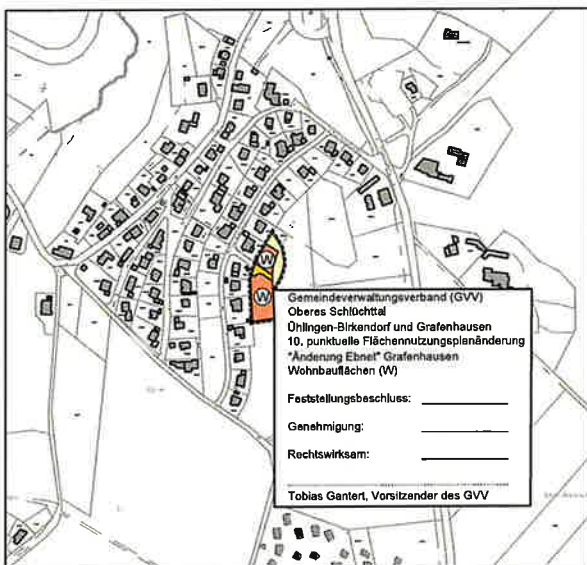 W
W
Gemeindeverwaltungsverband (GVV)
Oberes Schlüchttal
Ühlingen-Birkendorf und Grafenhausen
10. punktuelle Flächennutzungsplanänderung
"Änderung Ebnet" Grafenhausen
Wohnbauflächen (W)
Feststellungsbeschluss:
Genehmigung:
Rechtswirksam:
Tobias Gantert, Vorsitzender des GVV